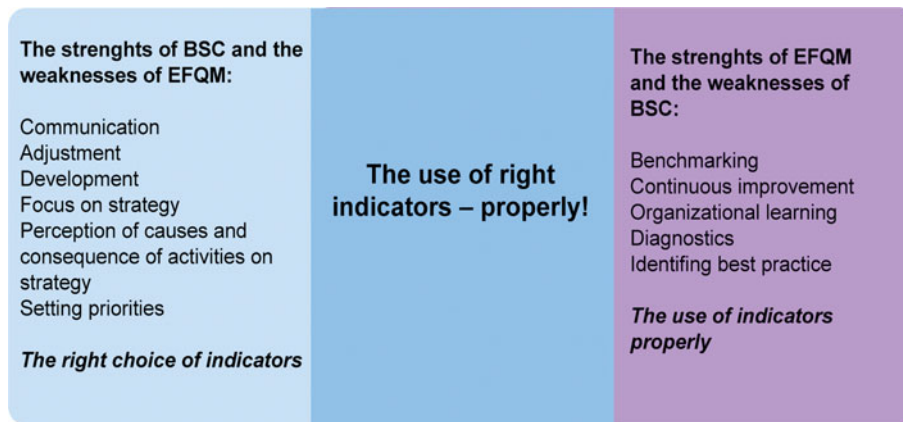 The strenghts of BSC and the
weaknesses of EFQM:
Communication
Adjustment
Development
Focus on strategy
Perception of causes and
consequence of activities on
strategy
Setting priorities
The right choice of indicators
The use of right
indicators – properly!
The strenghts of EFQM
and the weaknesses of
BSC:
Benchmarking
Continuous improvement
Organizational learning
Diagnostics
Identifing best practice
The use of indicators
properly